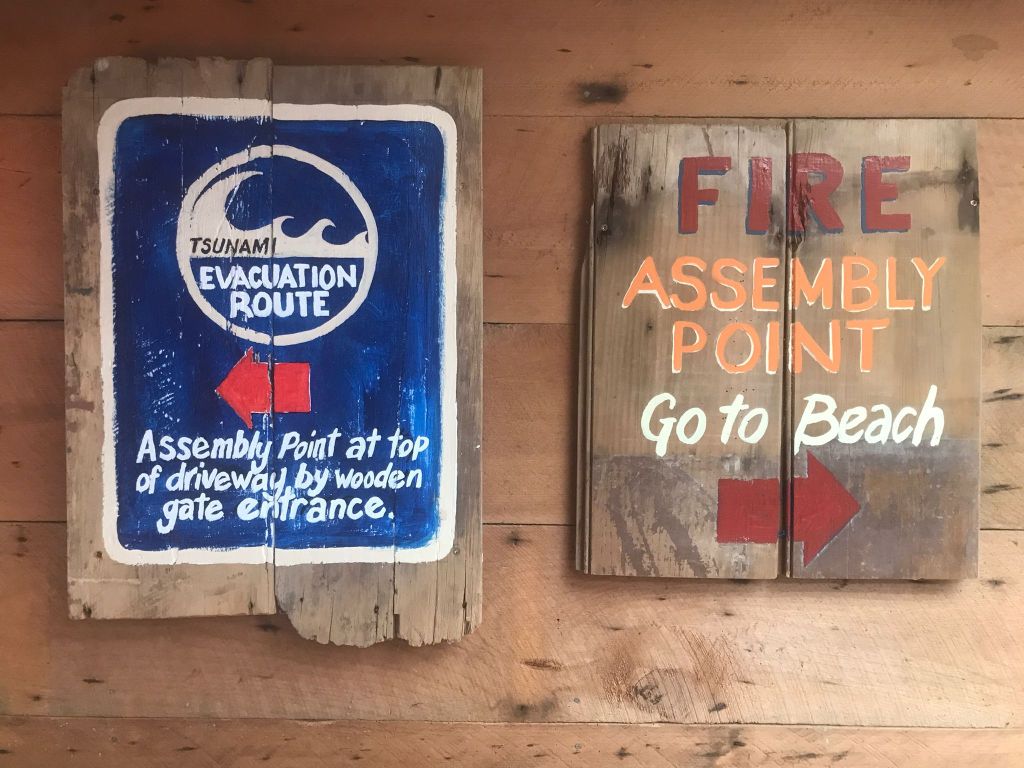 TSUNAMI
EVACUATION
ROUTE
Assembly Point at top
of driveway by wooden
gate entrance.
FIRE
ASSEMBLY
POINT
Go to Beach